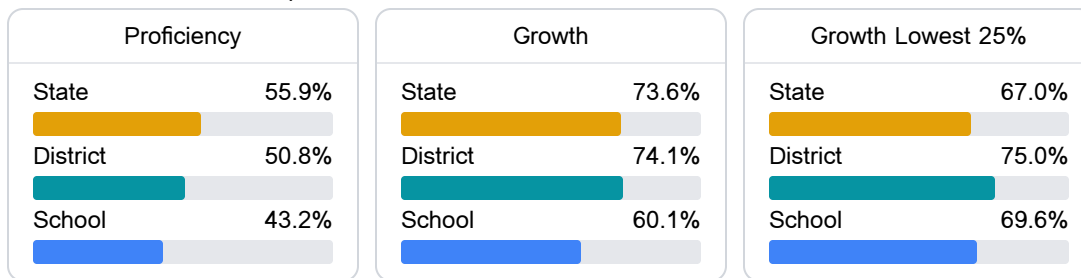 Proficiency
State 55.9%
District 50.8%
School 43.2%
Growth
State 73.6%
District 74.1%
School 60.1%
Growth Lowest 25%
State 67.0%
District 75.0%
School 69.6%